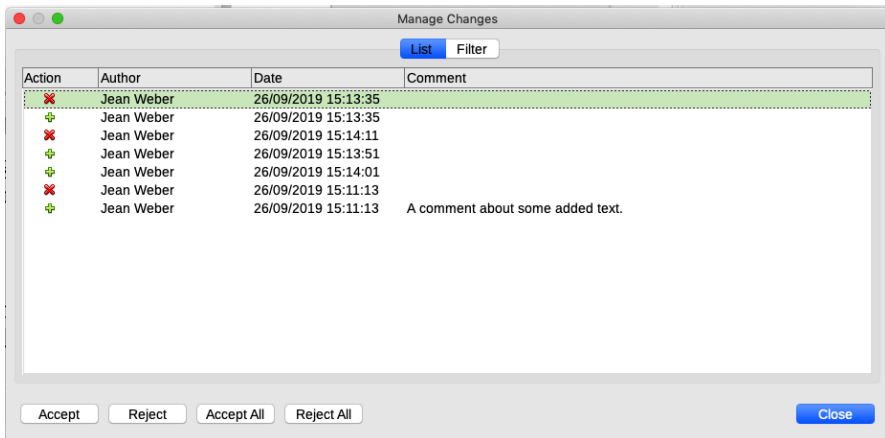 Manage Changes
List Filter
Action Author Date Comment
Jean Weber 26/09/2019 15:13:35
Jean Weber 26/09/2019 15:13:35
Jean Weber 26/09/2019 15:14:11
Jean Weber 26/09/2019 15:13:51
Jean Weber 26/09/2019 15:14:01
Jean Weber 26/09/2019 15:11:13
Jean Weber 26/09/2019 15:11:13 A comment about some added text.
Accept Reject Accept All Reject All Close